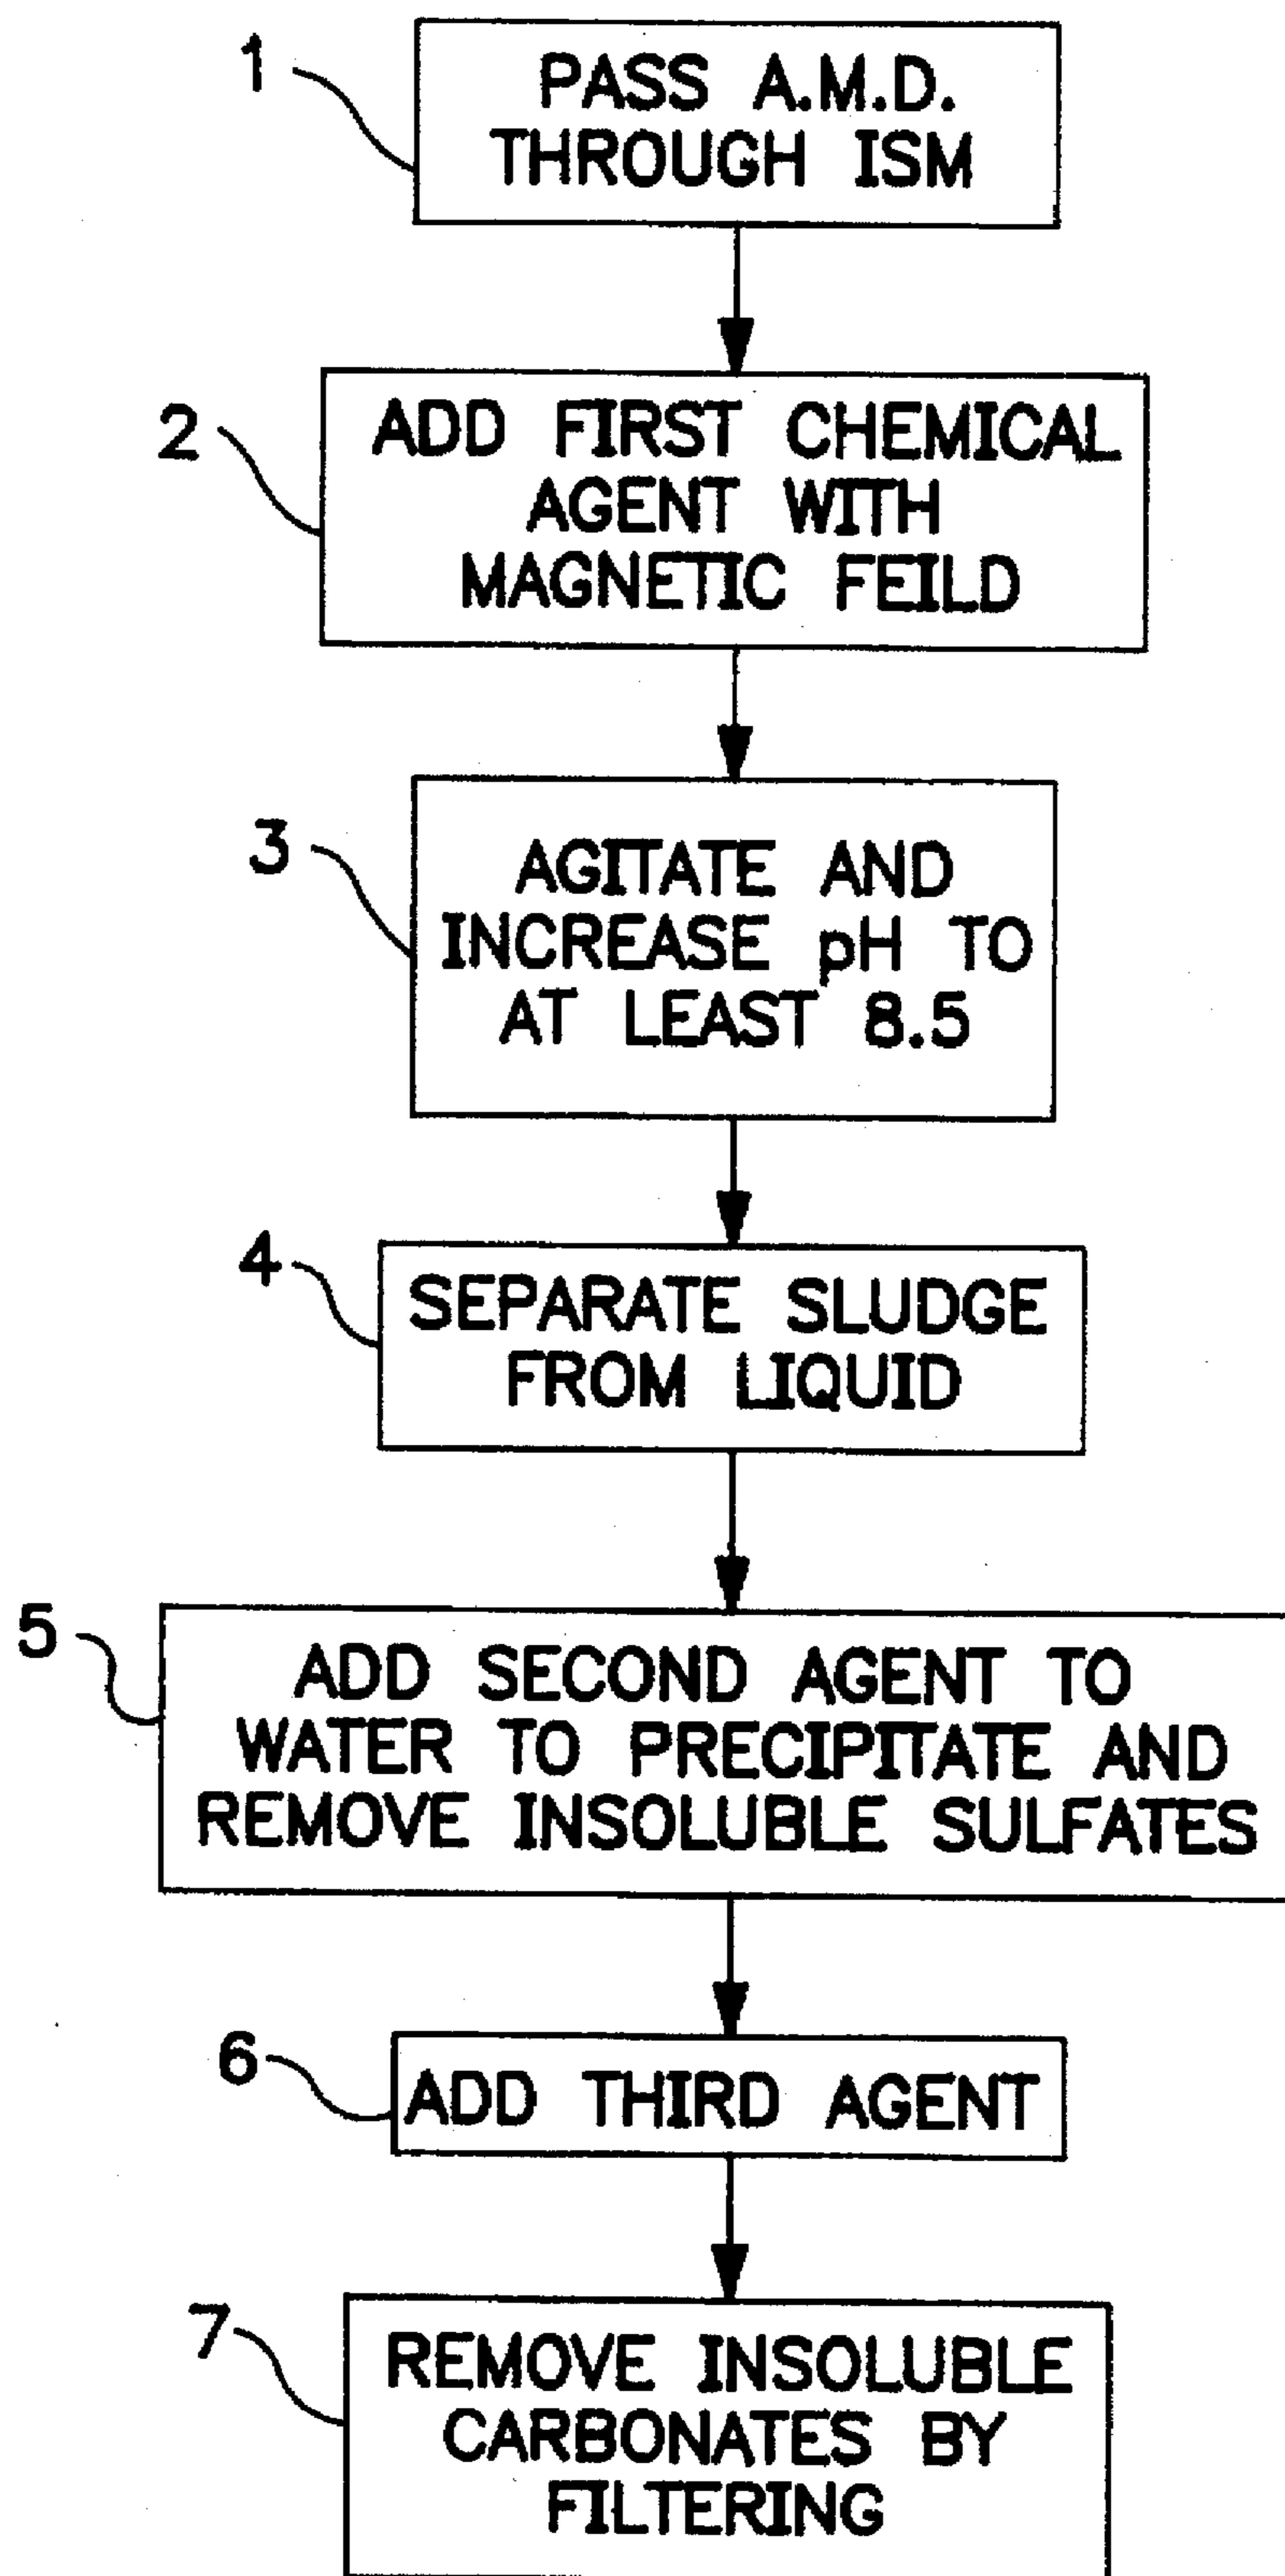 1
PASS A.M.D.
THROUGH ISM
2
ADD FIRST CHEMICAL
AGENT WITH
MAGNETIC FEILD
3
AGITATE AND
INCREASE pH TO
AT LEAST 8.5
4
SEPARATE SLUDGE
FROM LIQUID
5
ADD SECOND AGENT TO
WATER TO PRECIPITATE AND
REMOVE INSOLUBLE SULFATES
6
ADD THIRD AGENT
7
REMOVE INSOLUBLE
CARBONATES BY
FILTERING